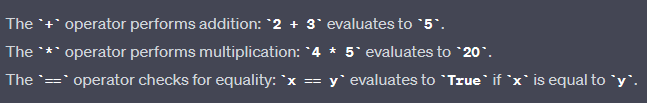 The `+` operator performs addition: `2 + 3` evaluates to `5`.
The `*` operator performs multiplication: `4 * 5` evaluates to `20`.
The `==` operator checks for equality: `x == y` evaluates to `True` if `x` is equal to `y`.